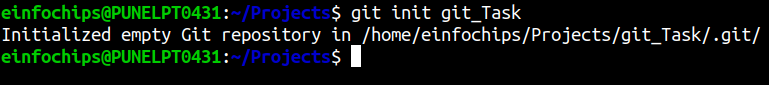 einfochips@PUNELPT0431:~/Projects$ git init git_Task
Initialized empty Git repository in /home/einfochips/Projects/git_Task/.git/
einfochips@PUNELPT0431:~/Projects$